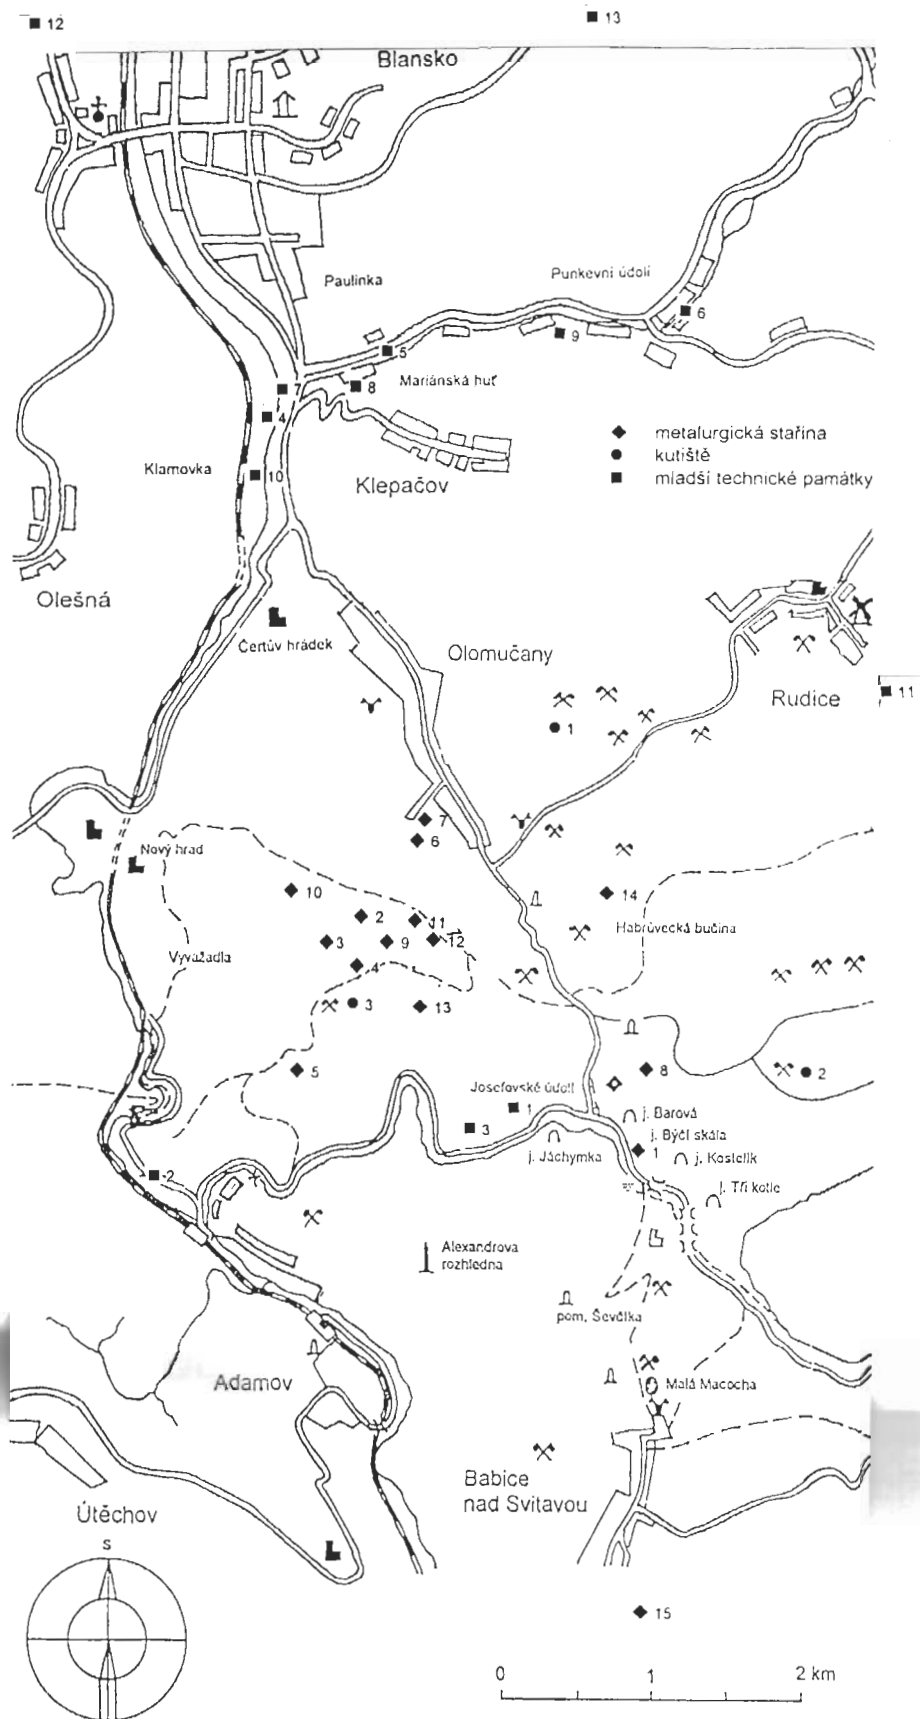 12
13
Blansko
Paulinka
Punkevní údolí
6
9
5
Mariánská huť
7
8
4
metalurgická stařina
kutiště
mladší technické památky
Klamovka
10
Klepačov
Olešná
Čertův hrádek
Olomučany
Rudice
11
1
7
6
Nový hrad
10
14
2
11
Habrůvecká bučina
3
9
12
Vyvažadla
4
3
13
5
8
2
Josefovské údolí
1
3
j. Barová
j. Býčí skála
j. Jáchymka
1
j. Kostelík
2
j. Tři kotle
Alexandrova
rozhledna
pom. Ševčíka
Adamov
Malá Macocha
Babice
nad Svitavou
Útěchov
S
15
0 1 2 km